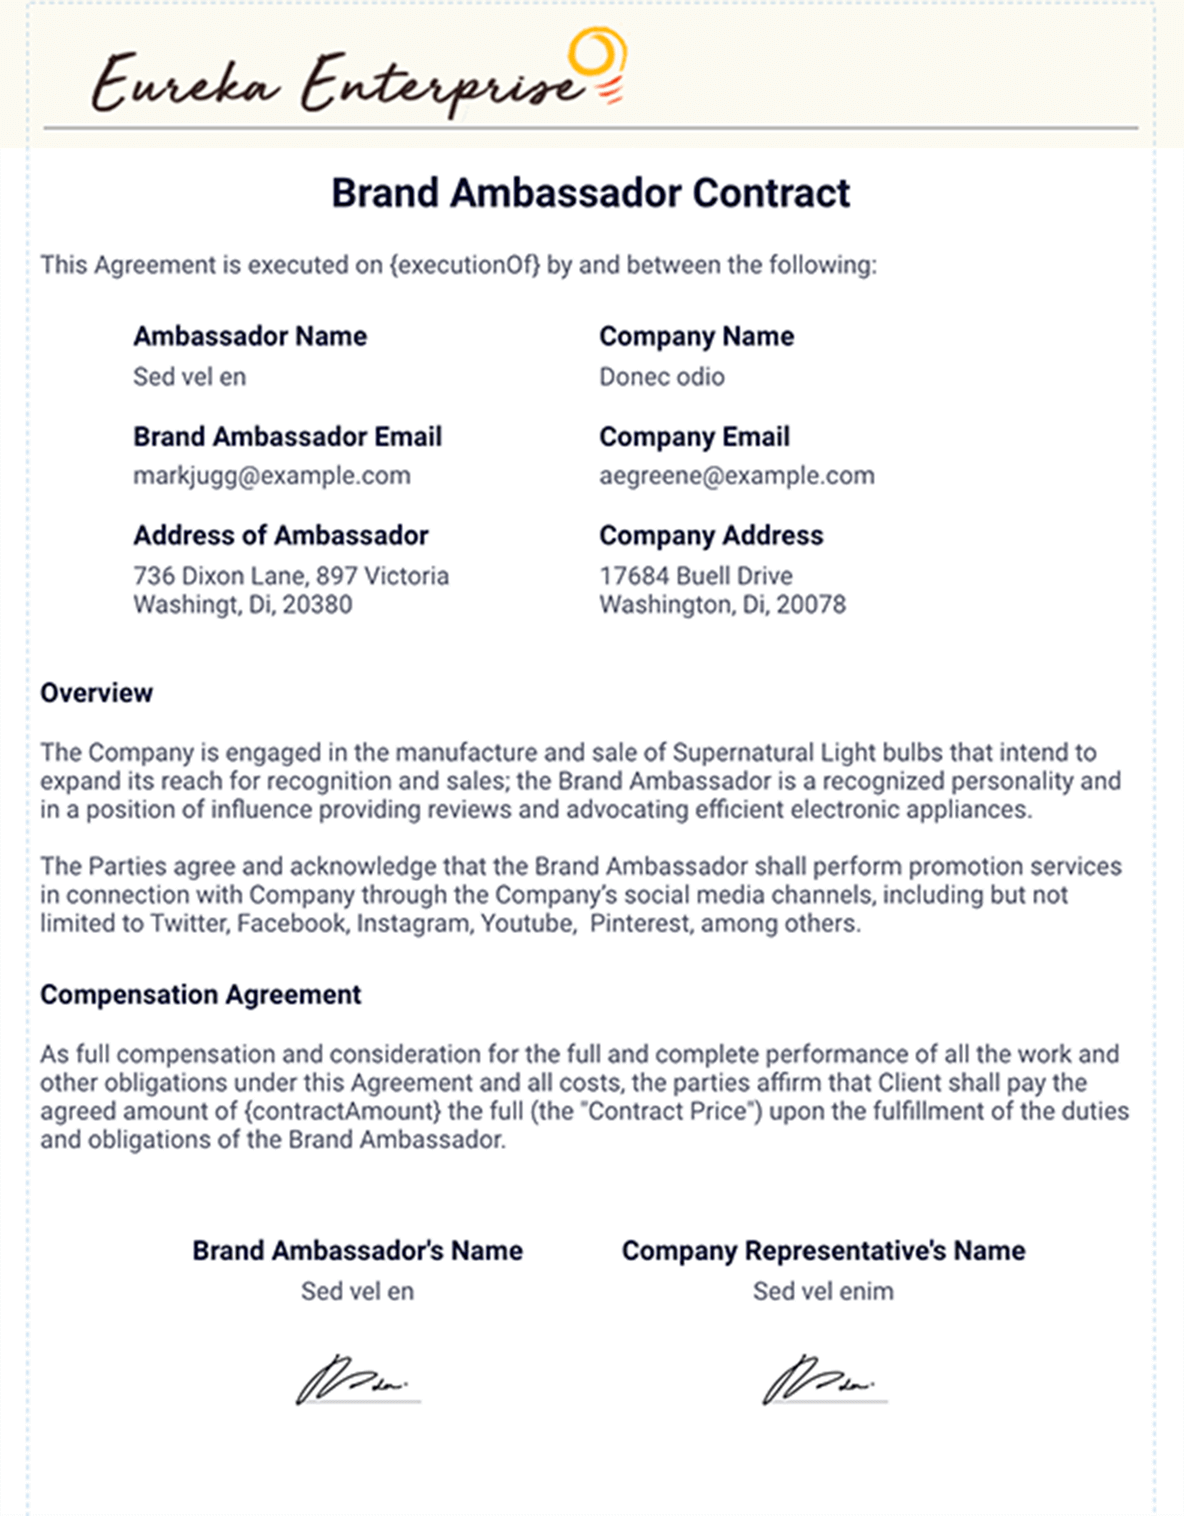 Eureka Enterprise
Brand Ambassador Contract
This Agreement is executed on {executionOf} by and between the following:
Ambassador Name
Sed vel en
Company Name
Donec odio
Brand Ambassador Email
markjugg@example.com
Company Email
aegreene@example.com
Address of Ambassador
736 Dixon Lane, 897 Victoria
Washingt, Di, 20380
Company Address
17684 Buell Drive
Washington, Di, 20078
Overview
The Company is engaged in the manufacture and sale of Supernatural Light bulbs that intend to
expand its reach for recognition and sales; the Brand Ambassador is a recognized personality and
in a position of influence providing reviews and advocating efficient electronic appliances.
The Parties agree and acknowledge that the Brand Ambassador shall perform promotion services
in connection with Company through the Company's social media channels, including but not
limited to Twitter, Facebook, Instagram, Youtube,  Pinterest, among others.
Compensation Agreement
As full compensation and consideration for the full and complete performance of all the work and
other obligations under this Agreement and all costs, the parties affirm that Client shall pay the
agreed amount of {contractAmount} the full (the "Contract Price") upon the fulfillment of the duties
and obligations of the Brand Ambassador.
Brand Ambassador's Name
Sed vel en
Company Representative's Name
Sed vel enim